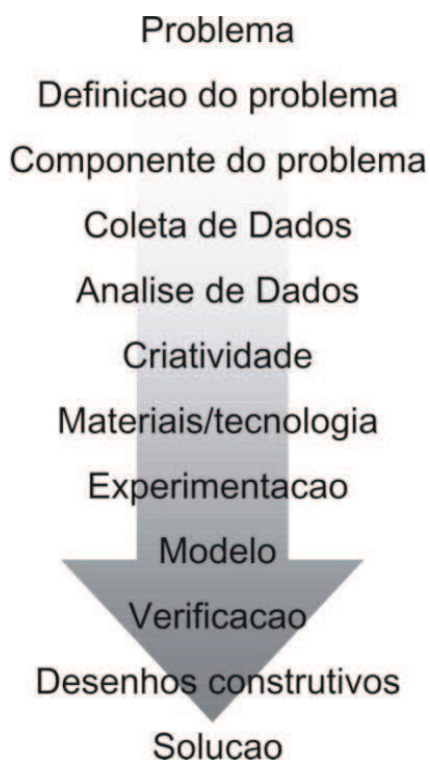 Problema
Definicao do problema
Componente do problema
Coleta de Dados
Analise de Dados
Criatividade
Materiais/tecnologia
Experimentacao
Modelo
Verificacao
Desenhos construtivos
Solucao